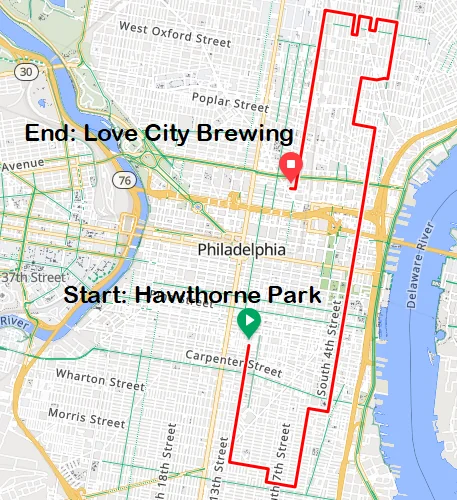 West Oxford Street
30
Poplar Street
End: Love City Brewing
Avenue
76
Philadelphia
Delaware River
37th Street
Start: Hawthorne Park
Street
River
South 4th Street
Carpenter Street
Wharton Street
Morris Street
18th Street
13th Street
7th Street